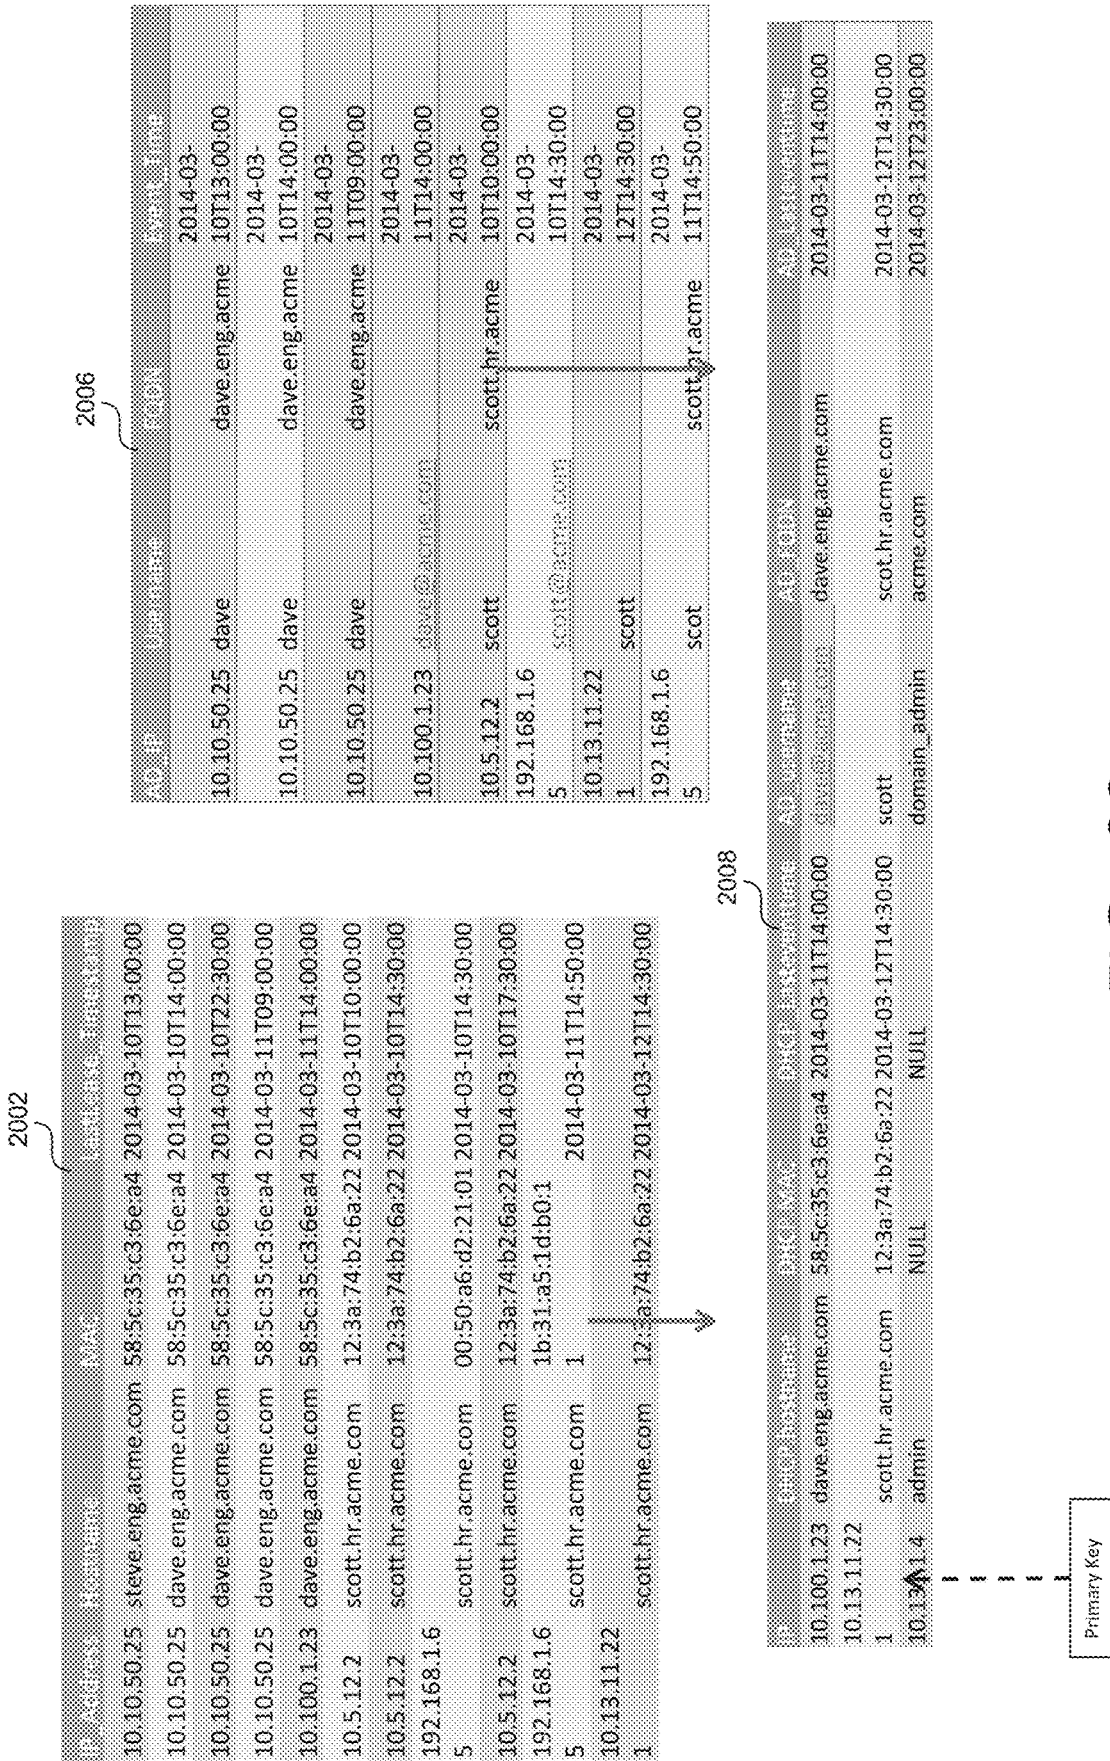 2002
IP_Addres Hostname MAC Last_time_timestamp
10.10.50.25 steve.eng.acme.com 58:5c:35:c3:6e:a4 2014-03-10T13:00:00
10.10.50.25 dave.eng.acme.com 58:5c:35:c3:6e:a4 2014-03-10T14:00:00
10.10.50.25 dave.eng.acme.com 58:5c:35:c3:6e:a4 2014-03-10T22:30:00
10.10.50.25 dave.eng.acme.com 58:5c:35:c3:6e:a4 2014-03-11T09:00:00
10.100.1.23 dave.eng.acme.com 58:5c:35:c3:6e:a4 2014-03-11T14:00:00
10.5.12.2 scott.hr.acme.com 12:3a:74:b2:6a:22 2014-03-10T10:00:00
10.5.12.2 scott.hr.acme.com 12:3a:74:b2:6a:22 2014-03-10T14:30:00
192.168.1.6
5 scott.hr.acme.com 00:50:a6:d2:21:01 2014-03-10T14:30:00
10.5.12.2 scott.hr.acme.com 12:3a:74:b2:6a:22 2014-03-10T17:30:00
192.168.1.6 1b:31:a5:1d:b0:1
5 scott.hr.acme.com 1 2014-03-11T14:50:00
10.13.11.22
1 scott.hr.acme.com 12:3a:74:b2:6a:22 2014-03-12T14:30:00
2006
AD_IP Username FQDN
2014-03-
10.10.50.25 dave dave.eng.acme 10T13:00:00
2014-03-
10.10.50.25 dave dave.eng.acme 10T14:00:00
2014-03-
10.10.50.25 dave dave.eng.acme 11T09:00:00
2014-03-
10.100.1.23 dave@acme.com 11T14:00:00
2014-03-
10.5.12.2 scott scott.hr.acme 10T10:00:00
192.168.1.6 2014-03-
5 scott@acme.com 10T14:30:00
10.13.11.22 2014-03-
1 scott 12T14:30:00
192.168.1.6 2014-03-
5 scot scott.hr.acme 11T14:50:00
2008
AD_FQDN
10.100.1.23 dave.eng.acme.com 58:5c:35:c3:6e:a4 2014-03-11T14:00:00 dave@acme.com dave.eng.acme.com 2014-03-11T14:00:00
10.13.11.22
1 scott.hr.acme.com 12:3a:74:b2:6a:22 2014-03-12T14:30:00 scott scot.hr.acme.com 2014-03-12T14:30:00
admin NULL NULL domain_admin acme.com 2014-03-12T23:00:00
Primary Key